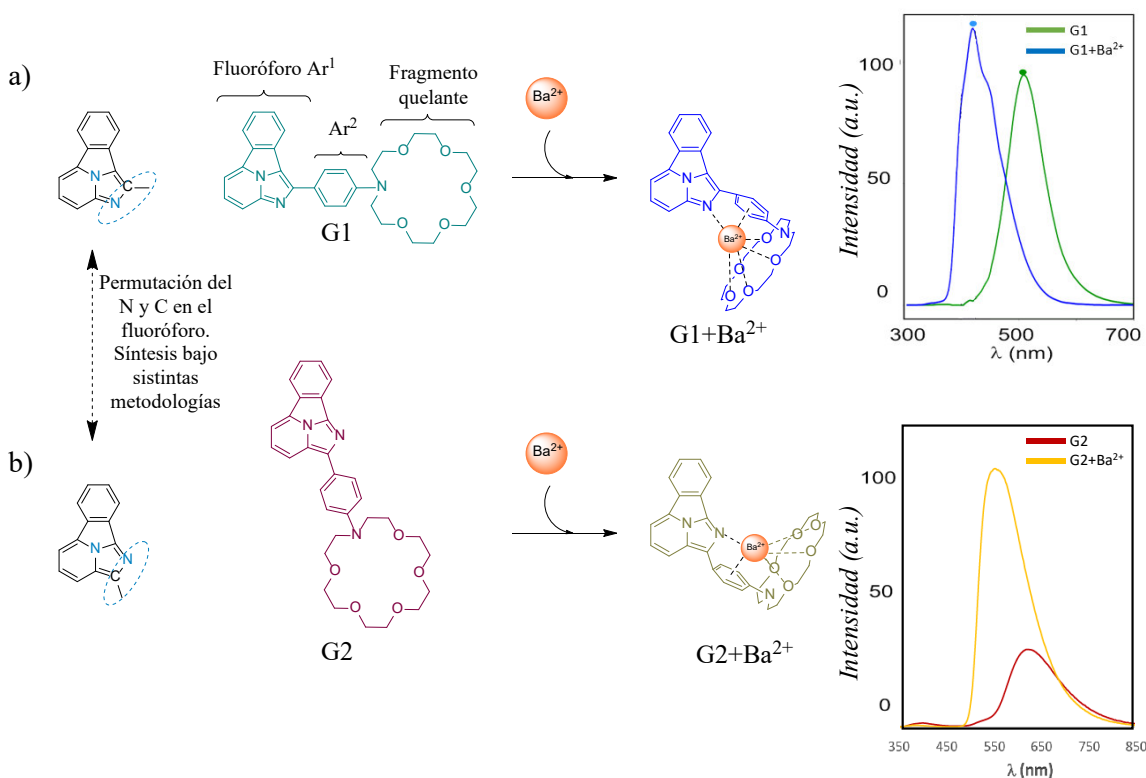 a)
Fluoróforo Ar¹
Ar²
Fragmento
quelante
Ba²⁺
N
C
N
N
N
N
O
O
O
O
O
G1
N
N
Ba²⁺
N
O
O
O
O
O
G1+Ba²⁺
G1
G1+Ba²⁺
Intensidad (a.u.)
100
50
0
300 500 700
λ (nm)
Permutación del
N y C en el
fluoróforo.
Síntesis bajo
sistintas
metodologías
b)
N
N
C
N
N
N
O
O
O
O
O
G2
Ba²⁺
N
N
Ba²⁺
N
O
O
O
O
O
G2+Ba²⁺
G2
G2+Ba²⁺
Intensidad (a.u.)
100
50
0
350 450 550 650 750 850
λ (nm)